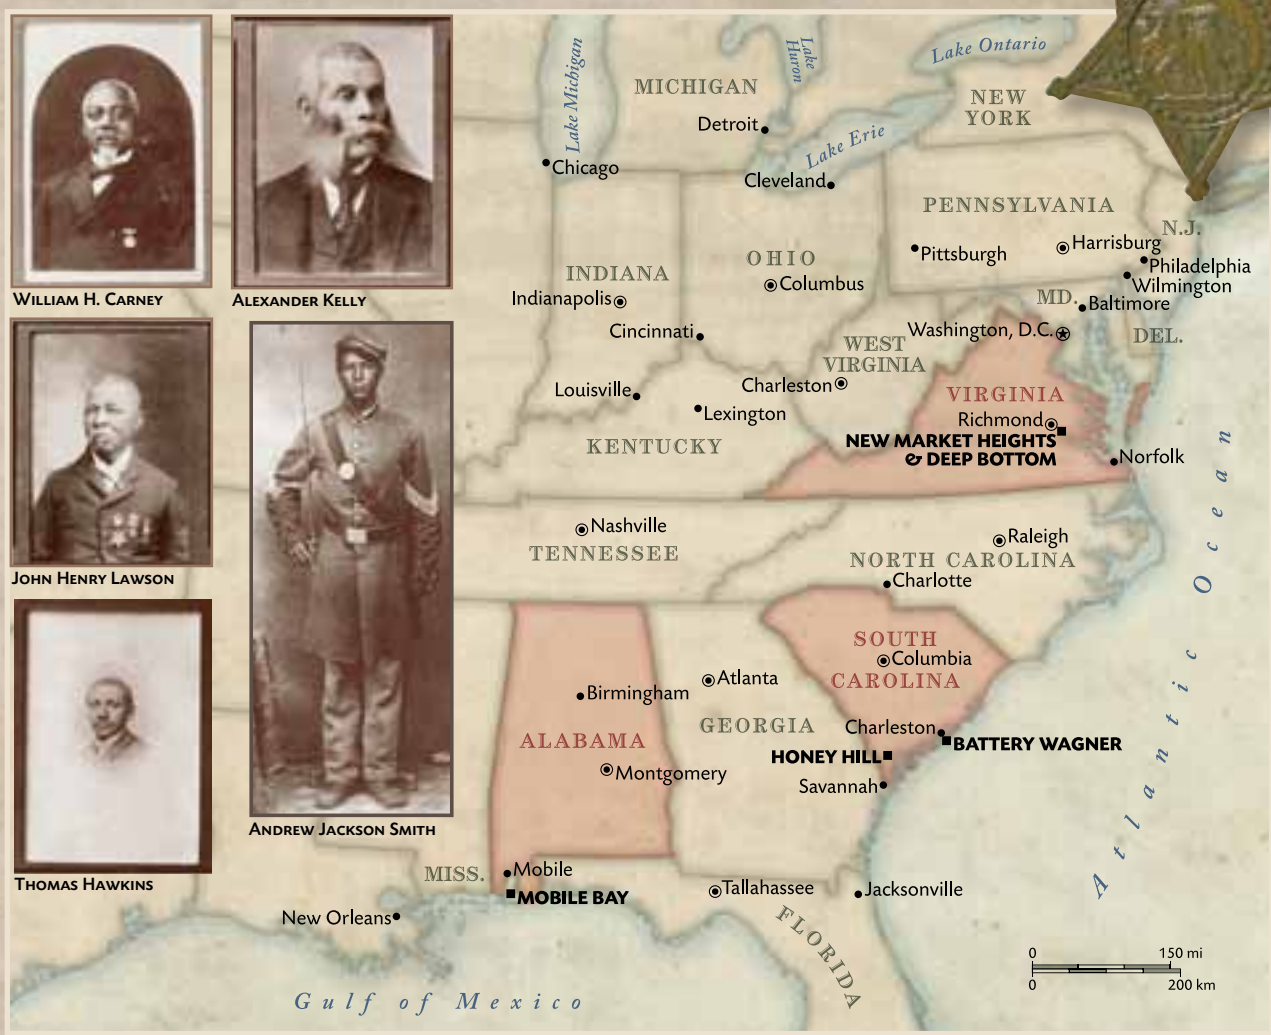 WILLIAM H. CARNEY
ALEXANDER KELLY
JOHN HENRY LAWSON
THOMAS HAWKINS
ANDREW JACKSON SMITH
Lake Michigan
Lake
Huron
Lake Ontario
Lake Erie
MICHIGAN
NEW
YORK
Detroit
Chicago
Cleveland
PENNSYLVANIA
N.J.
Pittsburgh
Harrisburg
Philadelphia
Wilmington
OHIO
INDIANA
Columbus
Indianapolis
MD.
Baltimore
Cincinnati
Washington, D.C.
DEL.
WEST
VIRGINIA
Louisville
Charleston
Lexington
VIRGINIA
Richmond
NEW MARKET HEIGHTS
& DEEP BOTTOM
KENTUCKY
Norfolk
Nashville
TENNESSEE
Raleigh
NORTH CAROLINA
Charlotte
SOUTH
Columbia
CAROLINA
Atlanta
Birmingham
GEORGIA
ALABAMA
Charleston
BATTERY WAGNER
HONEY HILL
Montgomery
Savannah
MISS.
Mobile
MOBILE BAY
Tallahassee
Jacksonville
New Orleans
FLORIDA
Atlantic Ocean
Gulf of Mexico
0 150 mi
0 200 km